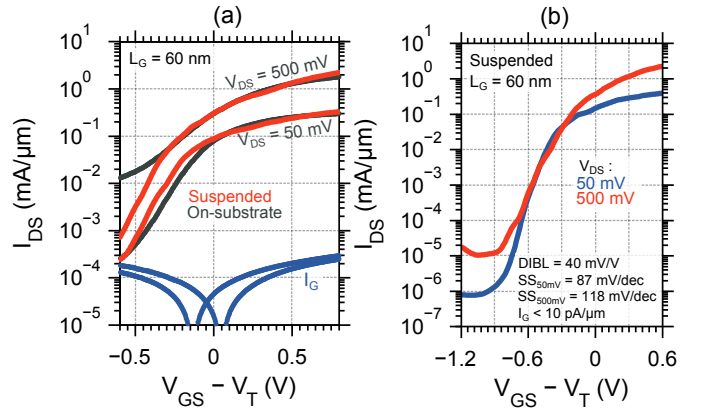 (a)
I_DS (mA/μm)
10^1
10^0
10^−1
10^−2
10^−3
10^−4
10^−5
L_G = 60 nm
V_DS = 500 mV
V_DS = 50 mV
Suspended
On-substrate
I_G
−0.5
0
0.5
V_GS − V_T (V)
(b)
I_DS (mA/μm)
10^1
10^0
10^−1
10^−2
10^−3
10^−4
10^−5
10^−6
10^−7
Suspended
L_G = 60 nm
V_DS :
50 mV
500 mV
DIBL = 40 mV/V
SS_50mV = 87 mV/dec
SS_500mV = 118 mV/dec
I_G < 10 pA/μm
−1.2
−0.6
0
0.6
V_GS − V_T (V)